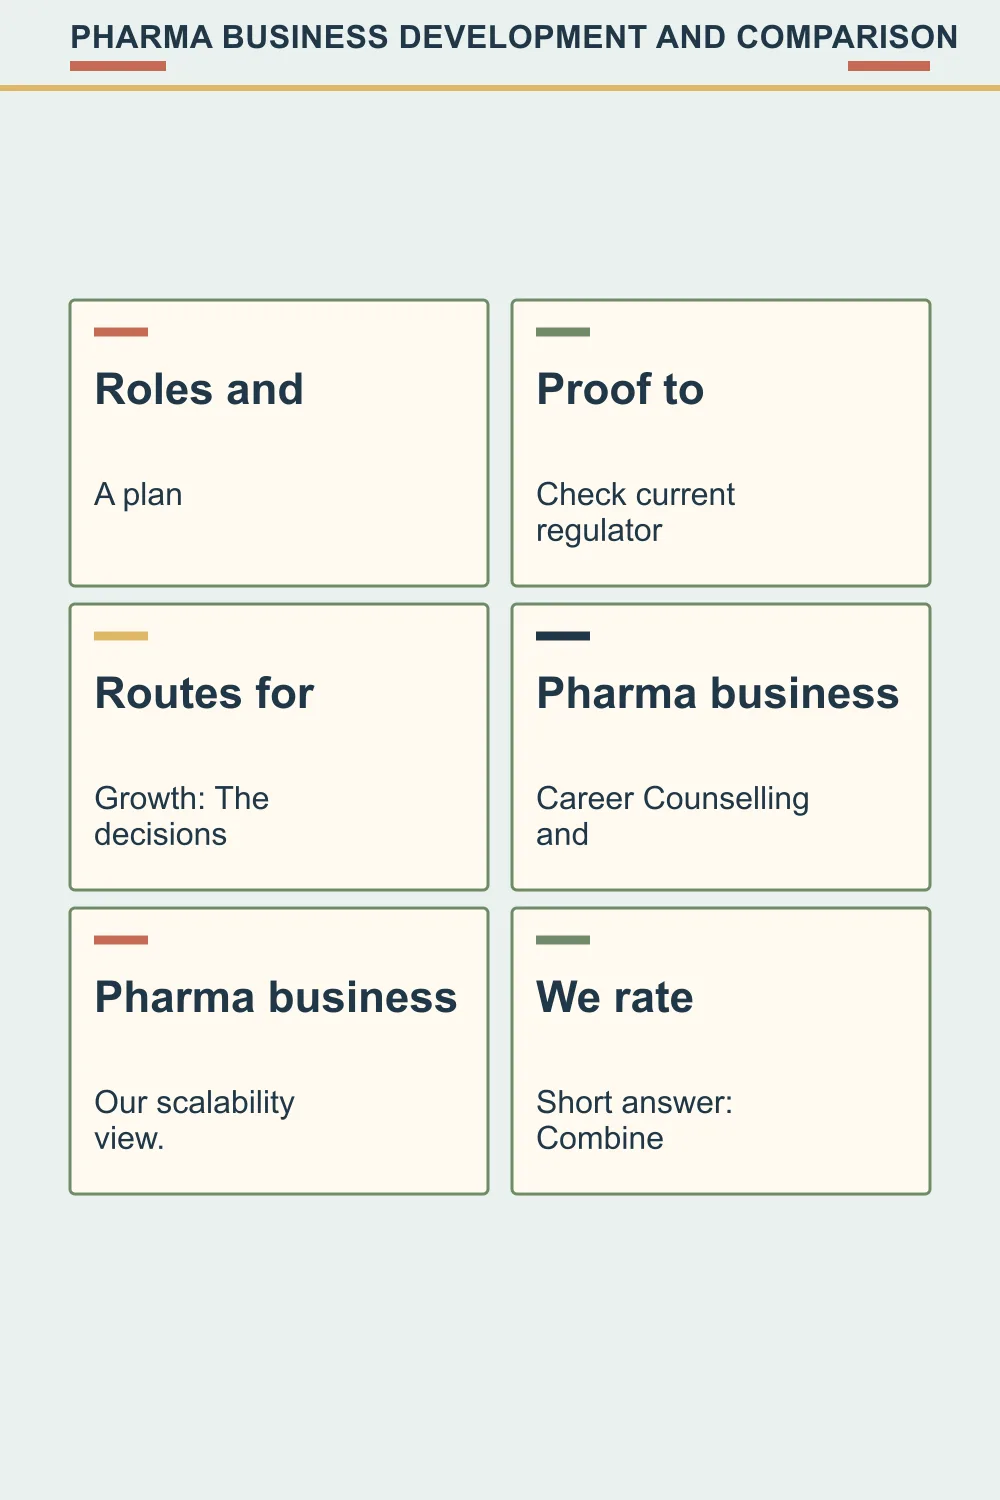 PHARMA BUSINESS DEVELOPMENT AND COMPARISON
Roles and
A plan
Proof to
Check current
regulator
Routes for
Growth: The
decisions
Pharma business
Career Counselling
and
Pharma business
Our scalability
view.
We rate
Short answer:
Combine